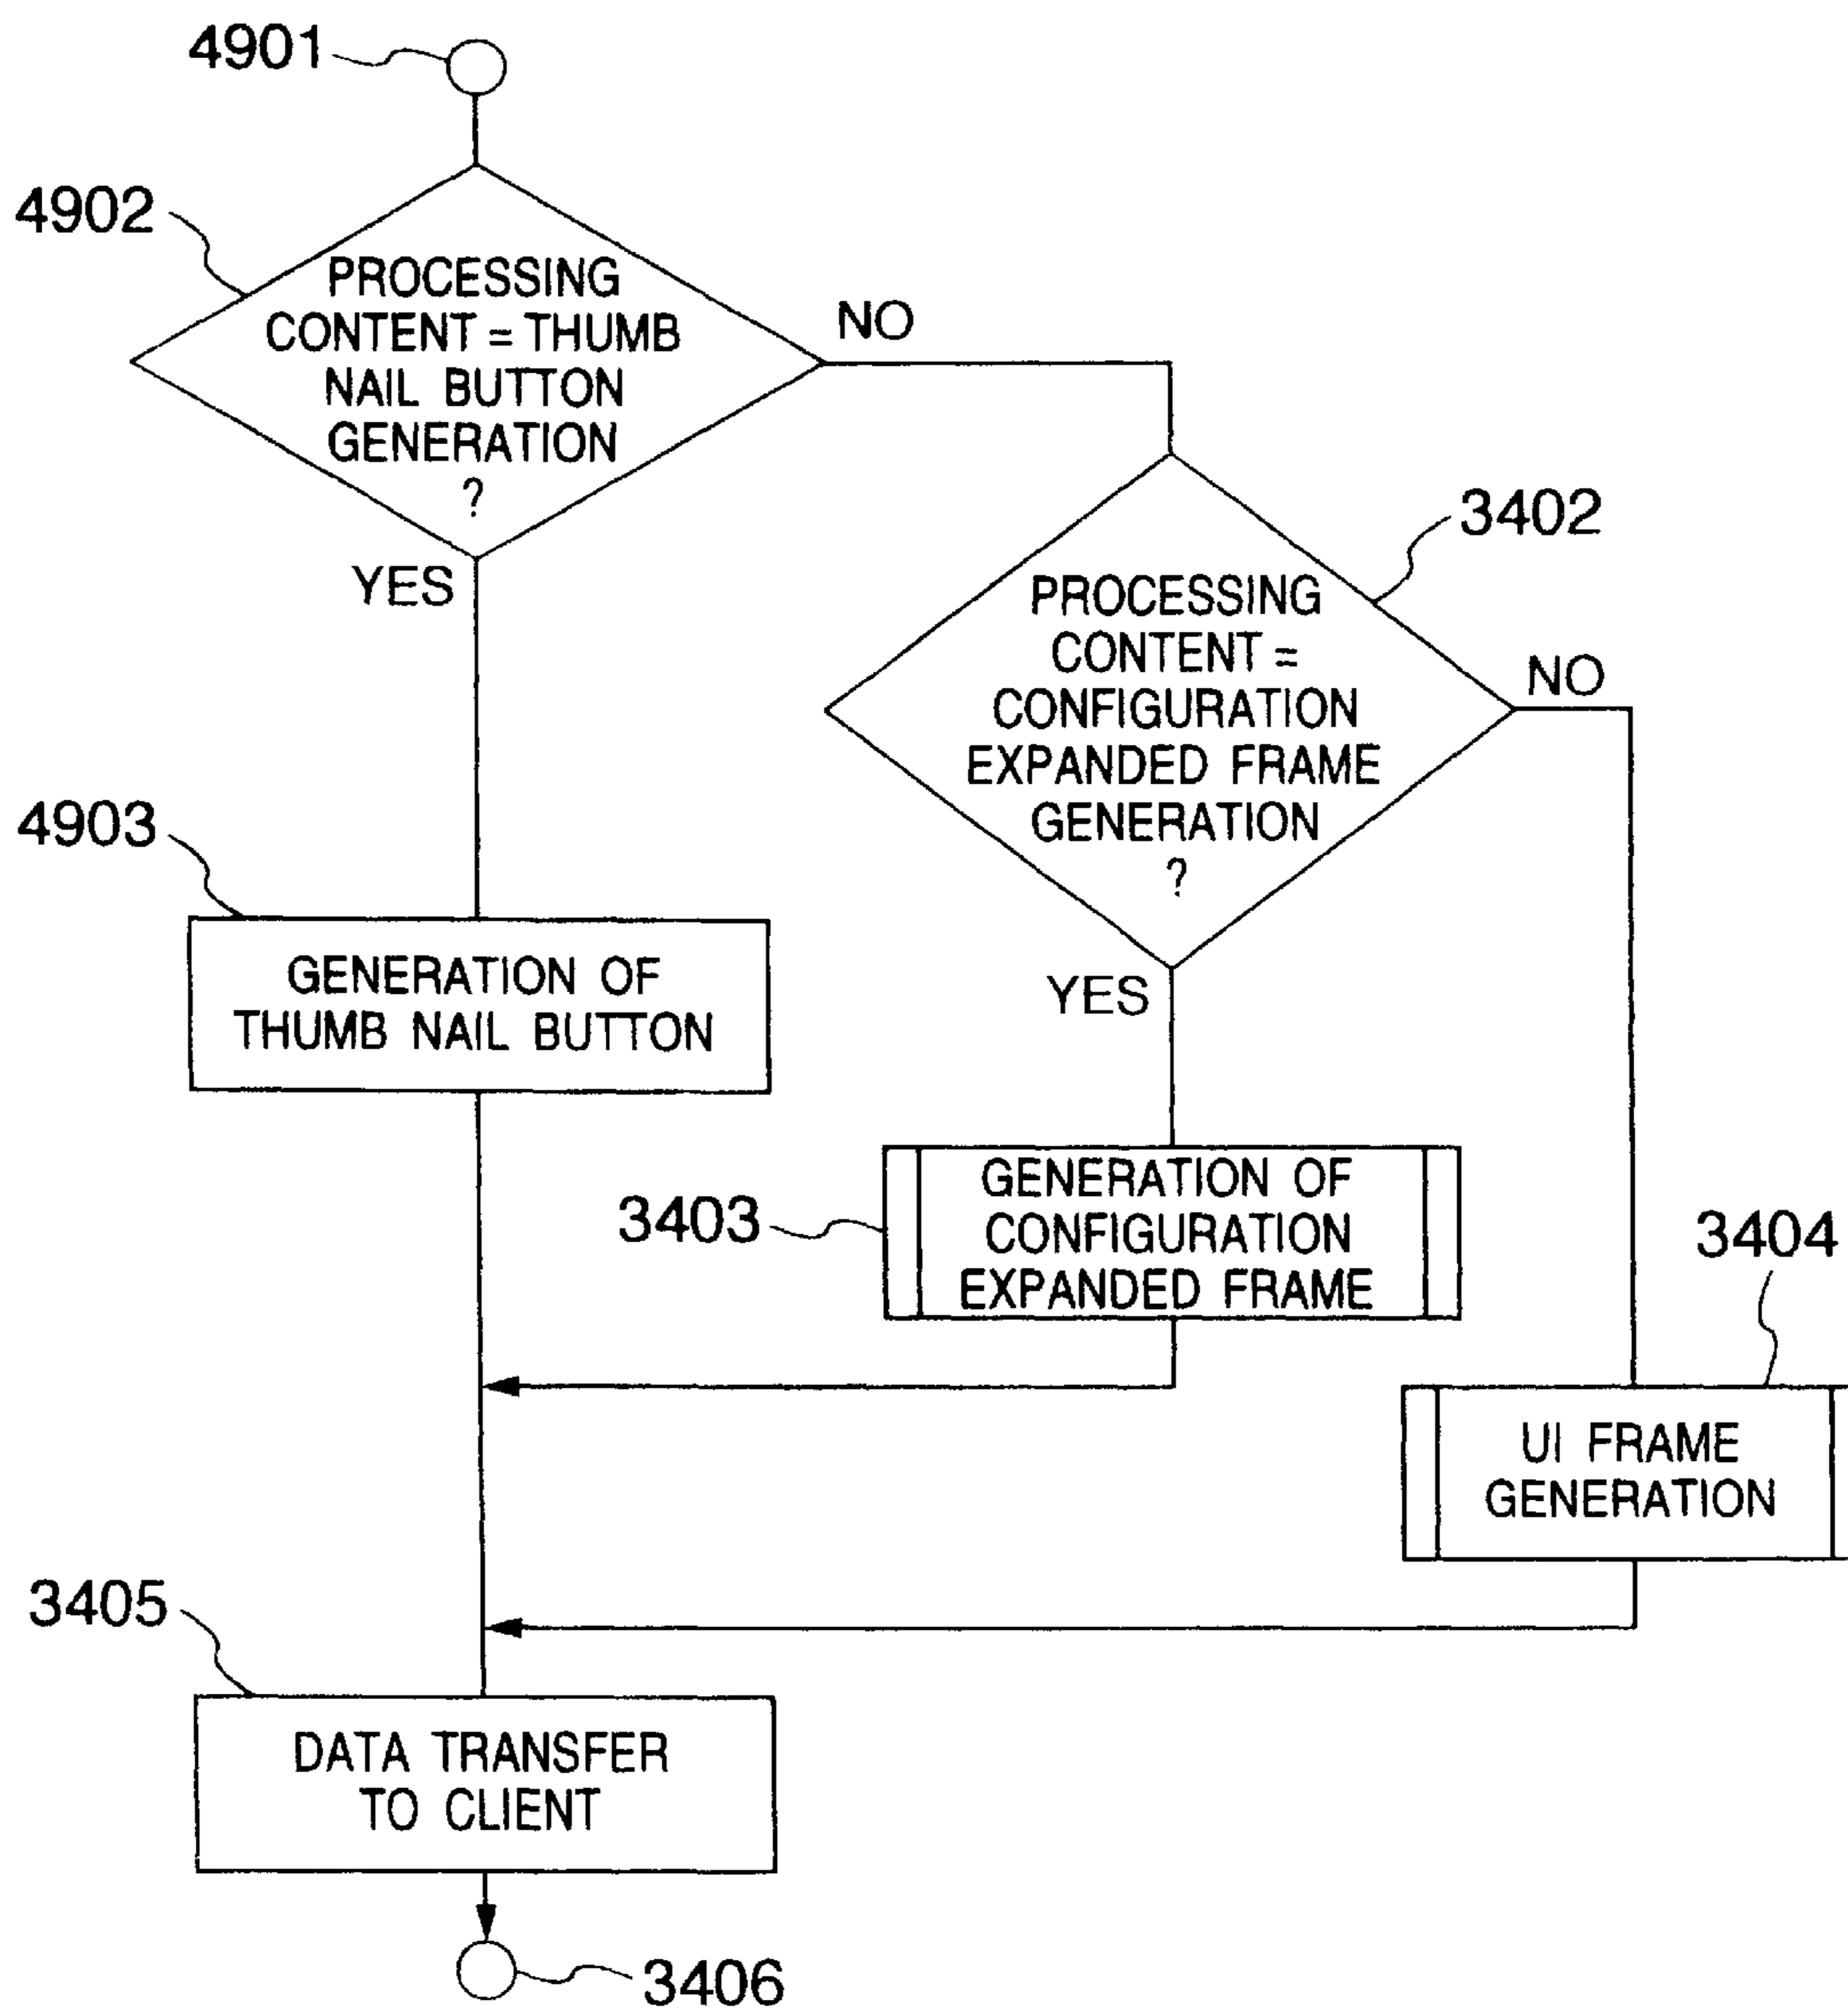 4901
4902
PROCESSING
CONTENT = THUMB
NAIL BUTTON
GENERATION
?
NO
YES
3402
PROCESSING
CONTENT =
CONFIGURATION
EXPANDED FRAME
GENERATION
?
NO
YES
4903
GENERATION OF
THUMB NAIL BUTTON
3403
GENERATION OF
CONFIGURATION
EXPANDED FRAME
3404
UI FRAME
GENERATION
3405
DATA TRANSFER
TO CLIENT
3406